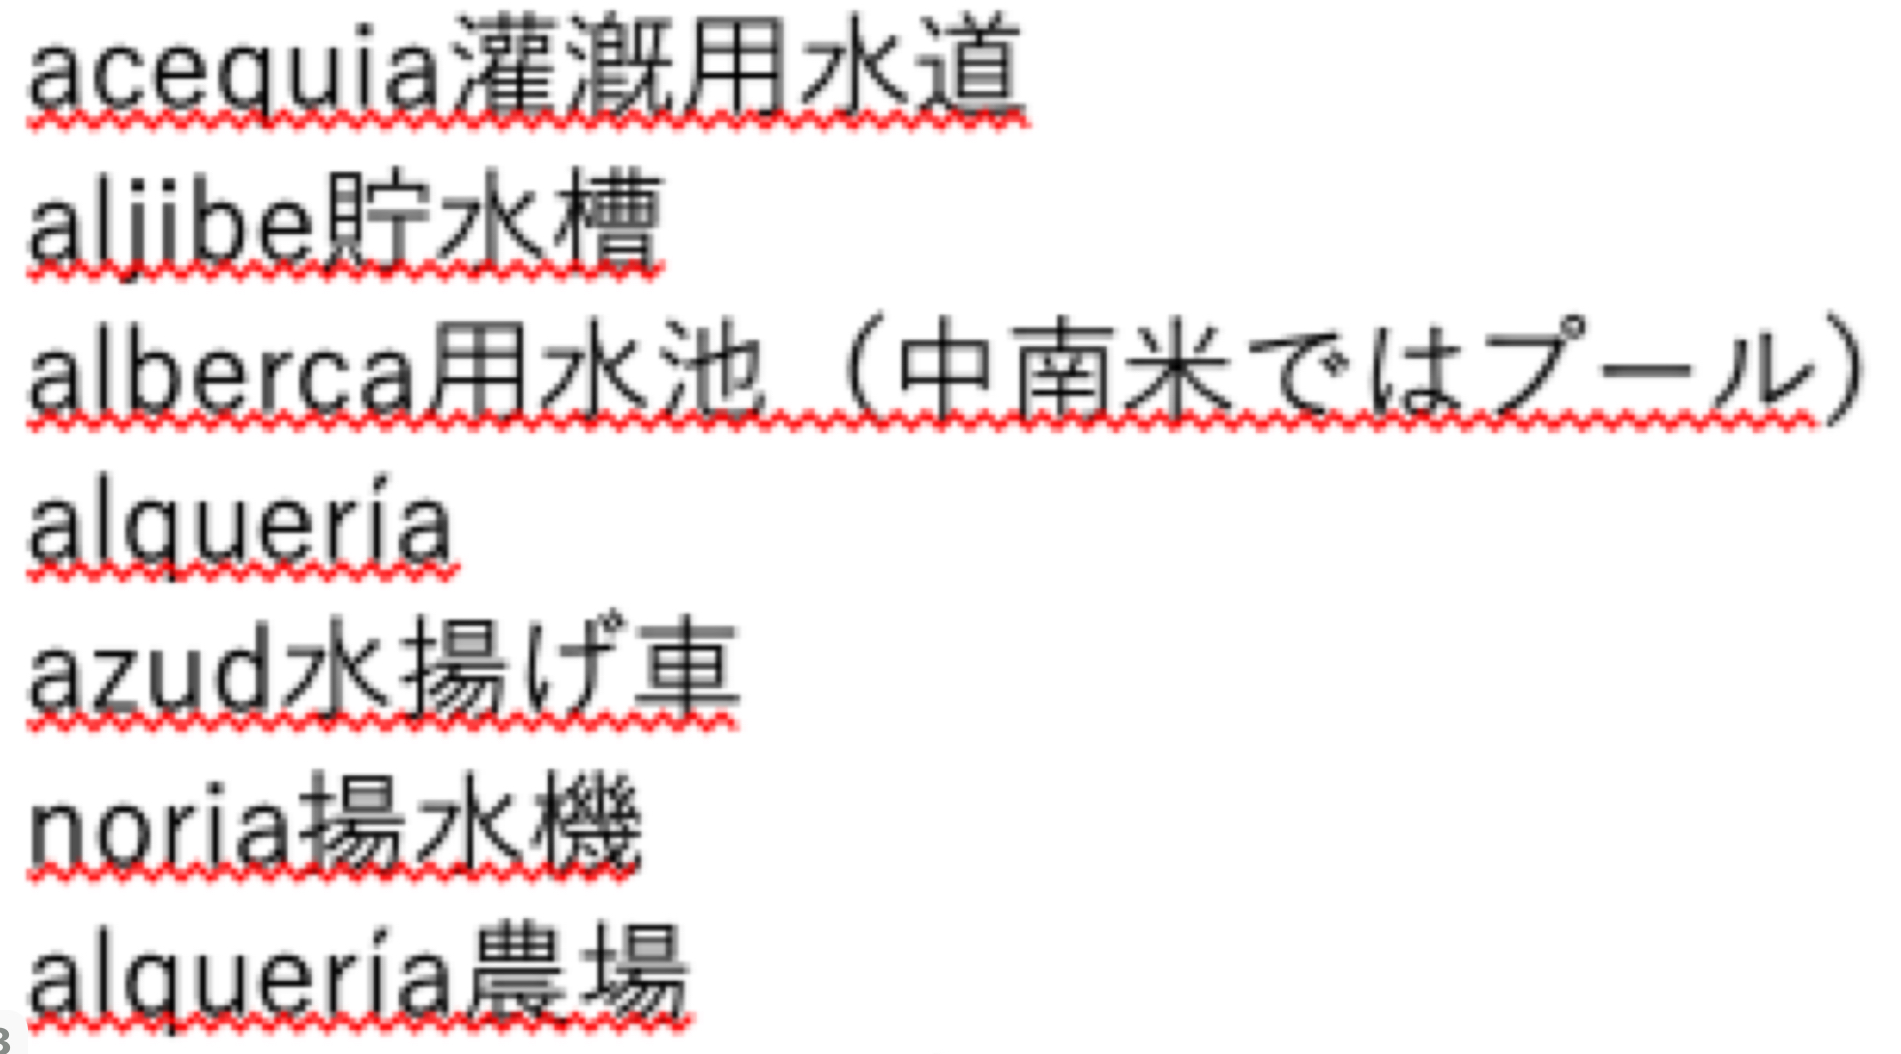 acequia灌漑用水道
aljibe貯水槽
alberca用水池（中南米ではプール）
alquería
azud水揚げ車
noria揚水機
alquería農場